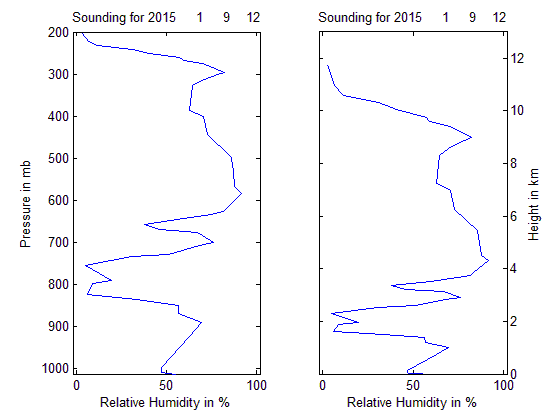 Sounding for 2015 1 9 12
200
300
400
500
600
700
800
900
1000
Pressure in mb
0 50 100
Relative Humidity in %
Sounding for 2015 1 9 12
12
10
8
6
4
2
0
Height in km
0 50 100
Relative Humidity in %